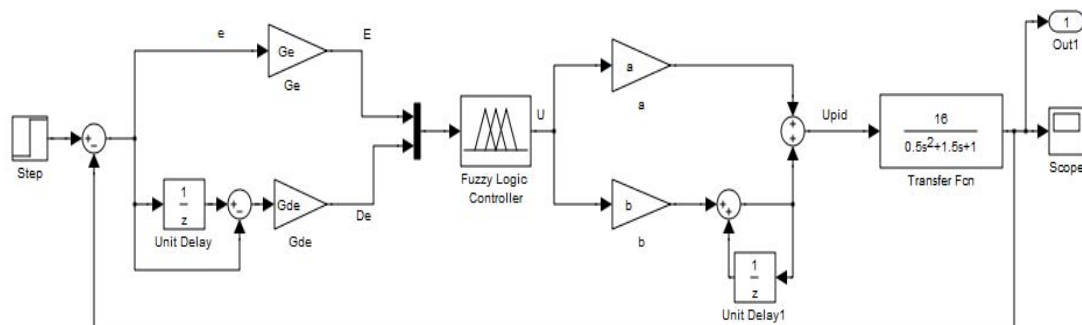 e
E
Ge
Ge
Step
1
z
Unit Delay
Gde
Gde
De
Fuzzy Logic
Controller
U
a
a
b
b
1
z
Unit Delay1
Upid
16
0.5s²+1.5s+1
Transfer Fcn
1
Out1
Scope